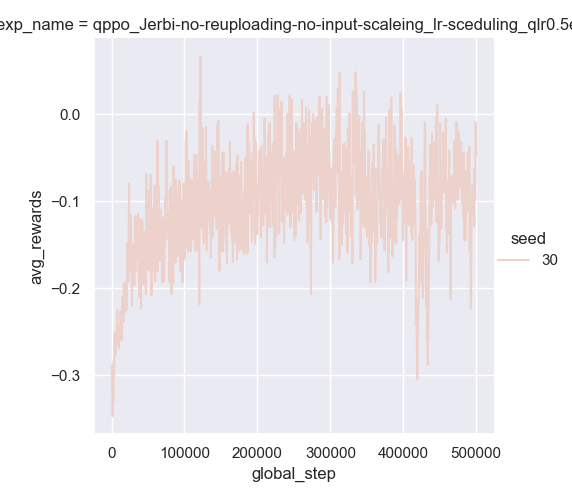 exp_name = qppo_Jerbi-no-reuploading-no-input-scaleing_lr-sceduling_qlr0.5e
avg_rewards
0.0
−0.1
−0.2
−0.3
0
100000
200000
300000
400000
500000
global_step
seed
30